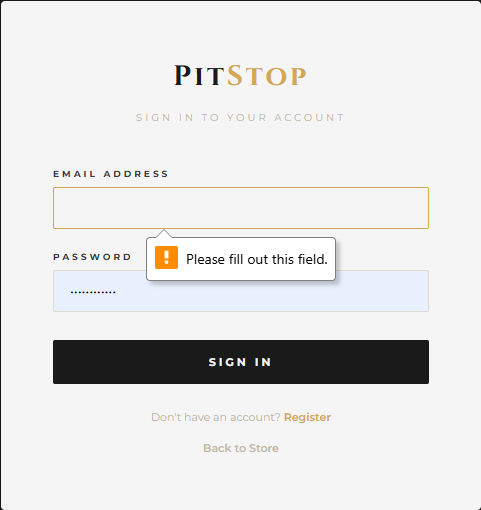 PITSTOP
SIGN IN TO YOUR ACCOUNT
EMAIL ADDRESS
Please fill out this field.
PASSWORD
............
SIGN IN
Don't have an account? Register
Back to Store